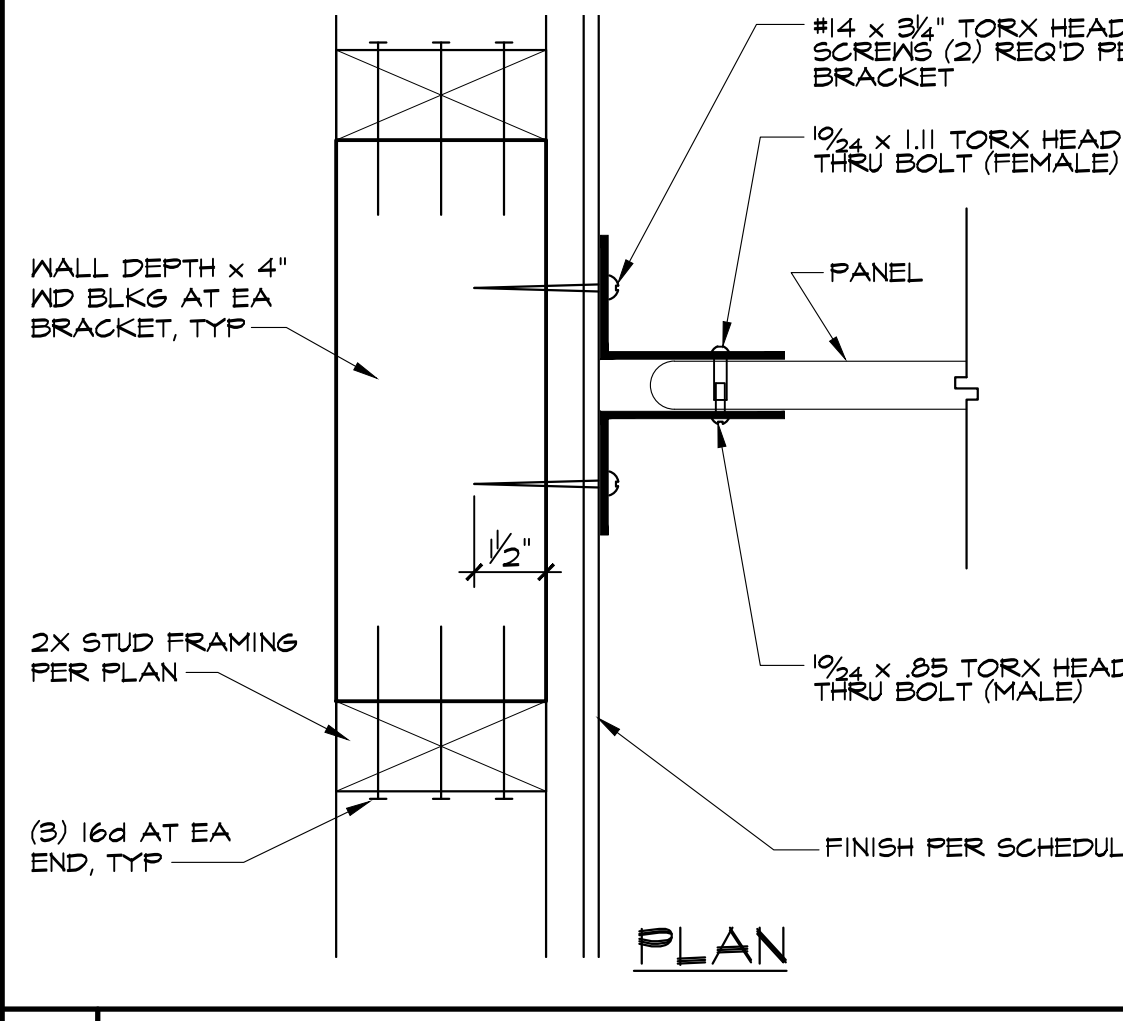 #14 x 3¼" TORX HEAD
SCREWS (2) REQ'D PE
BRACKET
10/24 x 1.11 TORX HEAD
THRU BOLT (FEMALE)
WALL DEPTH x 4"
WD BLKG AT EA
BRACKET, TYP
PANEL
1½"
2X STUD FRAMING
PER PLAN
10/24 x .85 TORX HEAD
THRU BOLT (MALE)
(3) 16d AT EA
END, TYP
FINISH PER SCHEDUL
PLAN